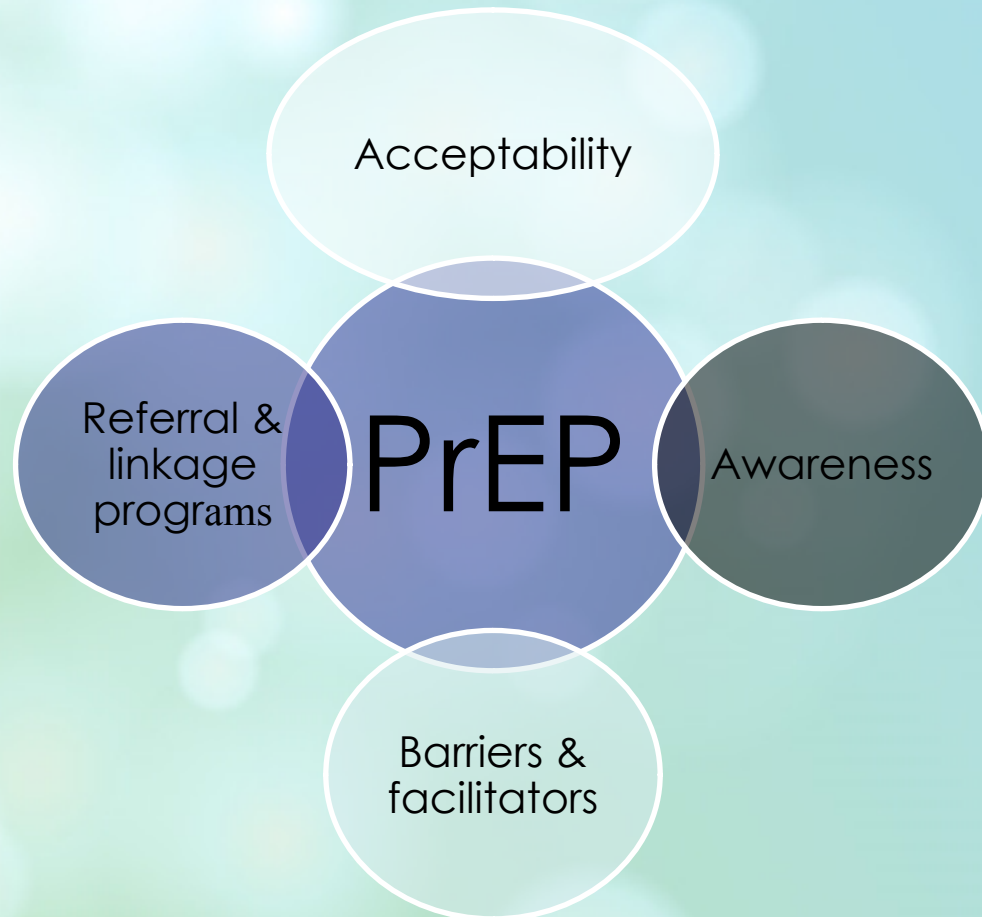 Acceptability
Referral &
linkage
programs
PrEP
Awareness
Barriers &
facilitators